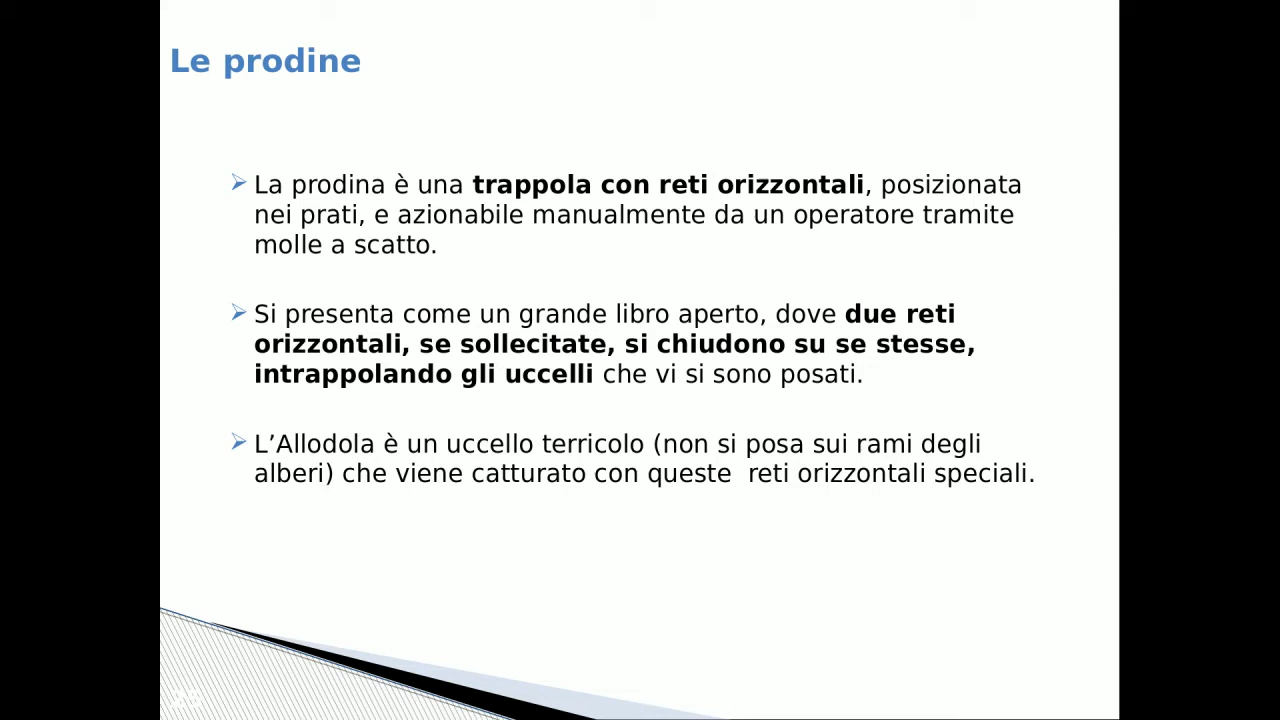 Le prodine
La prodina è una trappola con reti orizzontali, posizionata
nei prati, e azionabile manualmente da un operatore tramite
molle a scatto.
Si presenta come un grande libro aperto, dove due reti
orizzontali, se sollecitate, si chiudono su se stesse,
intrappolando gli uccelli che vi si sono posati.
L’Allodola è un uccello terricolo (non si posa sui rami degli
alberi) che viene catturato con queste  reti orizzontali speciali.